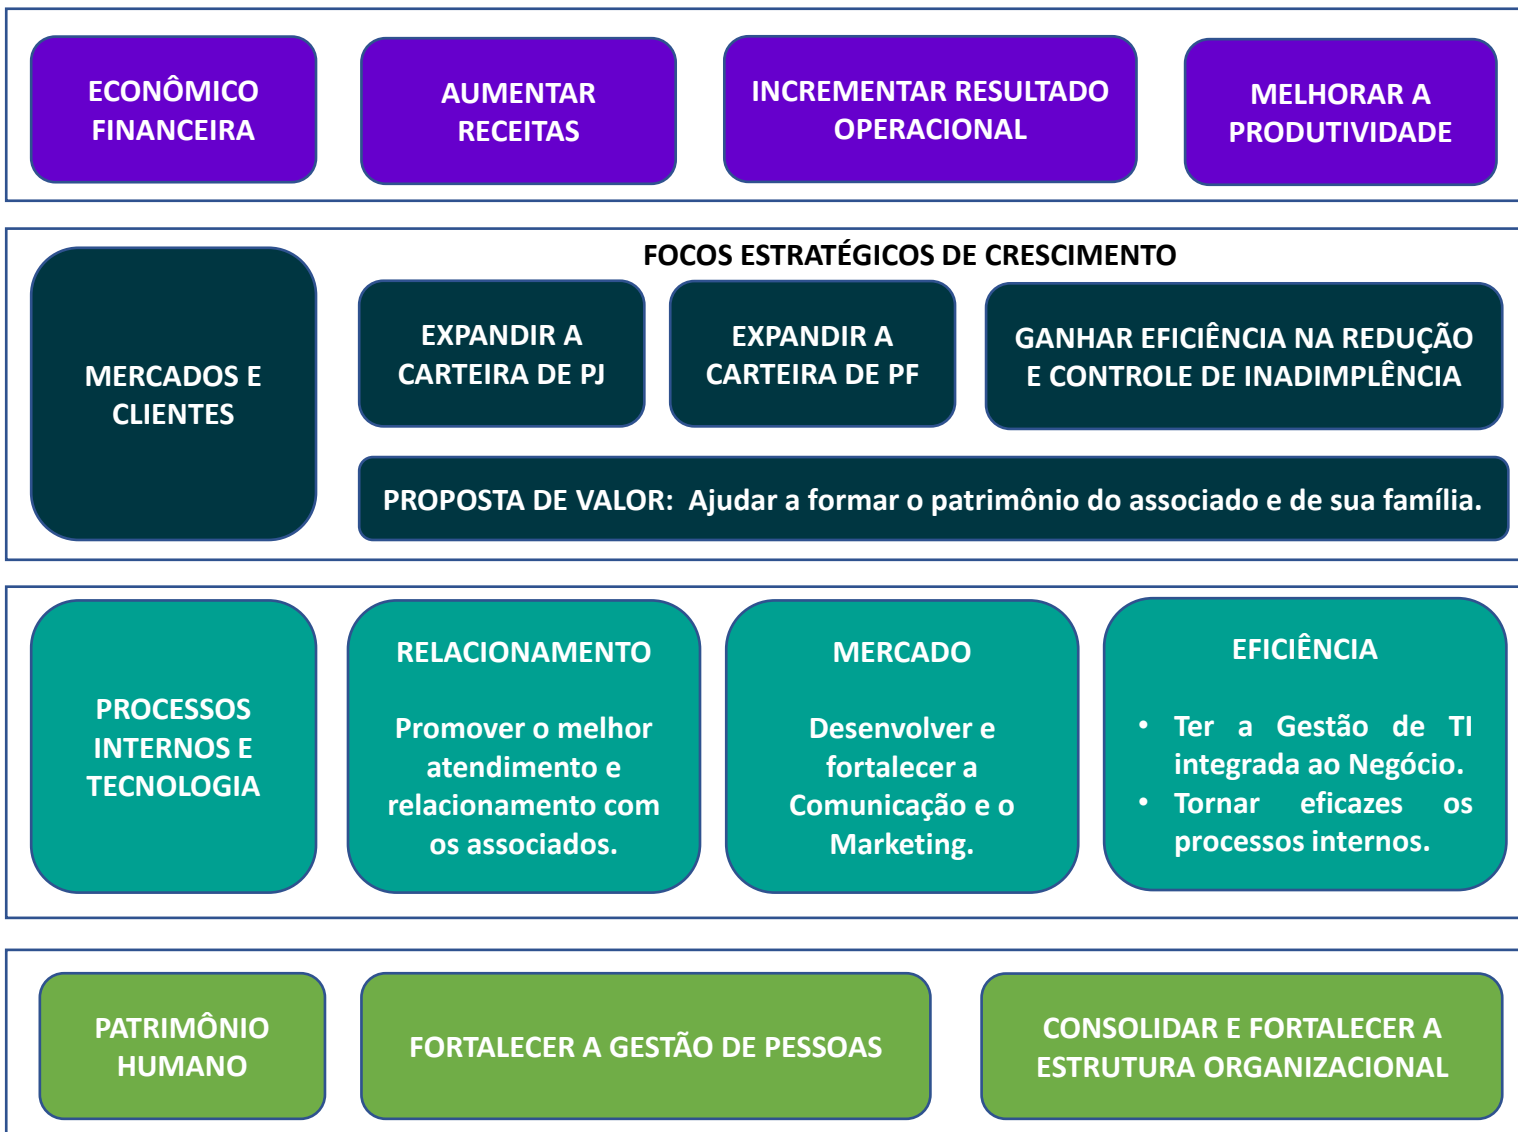 ECONÔMICO
FINANCEIRA
AUMENTAR
RECEITAS
INCREMENTAR RESULTADO
OPERACIONAL
MELHORAR A
PRODUTIVIDADE
MERCADOS E
CLIENTES
FOCOS ESTRATÉGICOS DE CRESCIMENTO
EXPANDIR A
CARTEIRA DE PJ
EXPANDIR A
CARTEIRA DE PF
GANHAR EFICIÊNCIA NA REDUÇÃO
E CONTROLE DE INADIMPLÊNCIA
PROPOSTA DE VALOR: Ajudar a formar o patrimônio do associado e de sua família.
PROCESSOS
INTERNOS E
TECNOLOGIA
RELACIONAMENTO
Promover o melhor
atendimento e
relacionamento com
os associados.
MERCADO
Desenvolver e
fortalecer a
Comunicação e o
Marketing.
EFICIÊNCIA
• Ter a Gestão de TI
integrada ao Negócio.
• Tornar eficazes os
processos internos.
PATRIMÔNIO
HUMANO
FORTALECER A GESTÃO DE PESSOAS
CONSOLIDAR E FORTALECER A
ESTRUTURA ORGANIZACIONAL